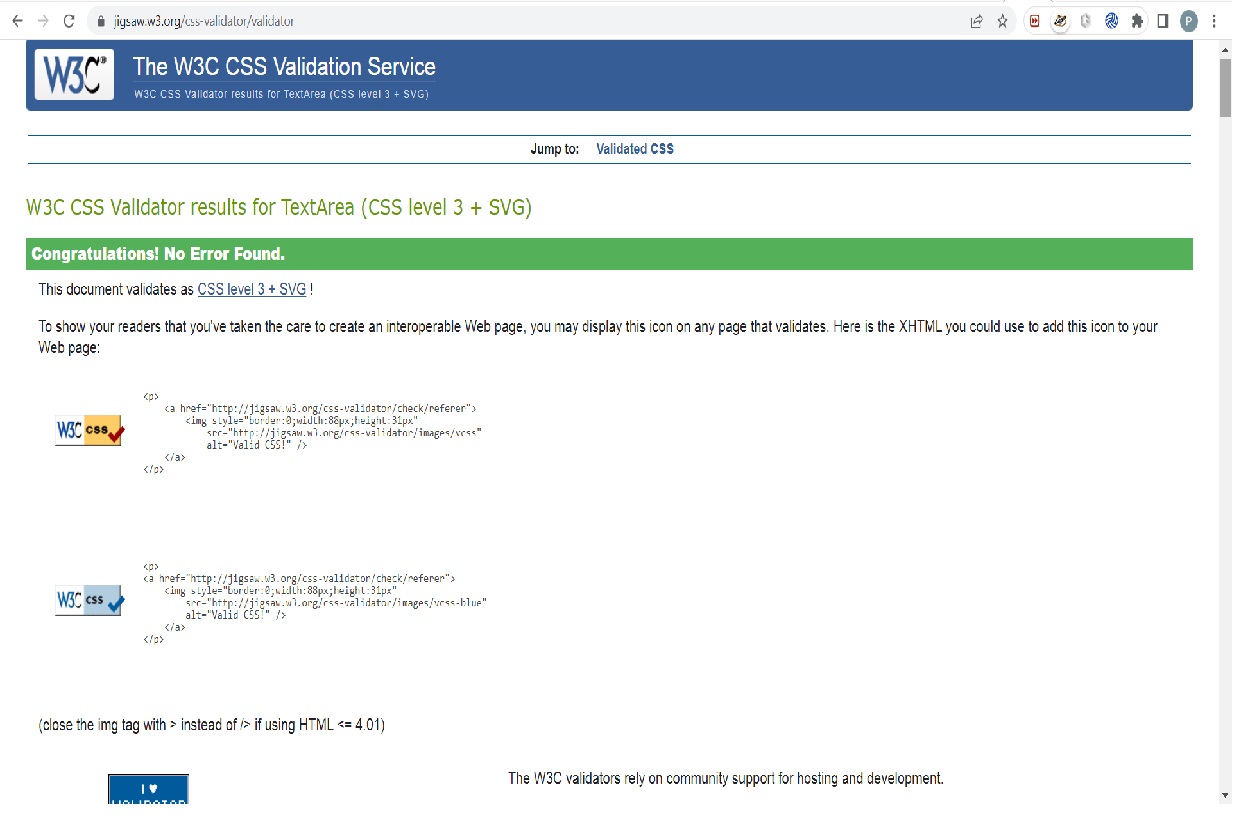 jigsaw.w3.org/css-validator/validator
P
W3C®
The W3C CSS Validation Service
W3C CSS Validator results for TextArea (CSS level 3 + SVG)
Jump to: Validated CSS
W3C CSS Validator results for TextArea (CSS level 3 + SVG)
Congratulations! No Error Found.
This document validates as CSS level 3 + SVG !
To show your readers that you've taken the care to create an interoperable Web page, you may display this icon on any page that validates. Here is the XHTML you could use to add this icon to your
Web page:
W3C css
<p>
<a href="http://jigsaw.w3.org/css-validator/check/referer">
<img style="border:0;width:88px;height:31px"
src="http://jigsaw.w3.org/css-validator/images/vcss"
alt="Valid CSS!" />
</a>
</p>
W3C css
<p>
<a href="http://jigsaw.w3.org/css-validator/check/referer">
<img style="border:0;width:88px;height:31px"
src="http://jigsaw.w3.org/css-validator/images/vcss-blue"
alt="Valid CSS!" />
</a>
</p>
(close the img tag with > instead of /> if using HTML <= 4.01)
I ♥
VALIDATOR
The W3C validators rely on community support for hosting and development.